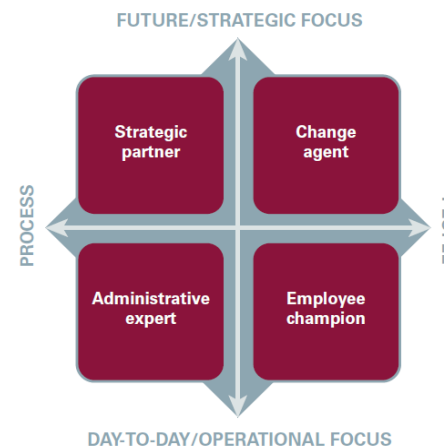 FUTURE/STRATEGIC FOCUS
Strategic
partner
Change
agent
PROCESS
Administrative
expert
Employee
champion
DAY-TO-DAY/OPERATIONAL FOCUS